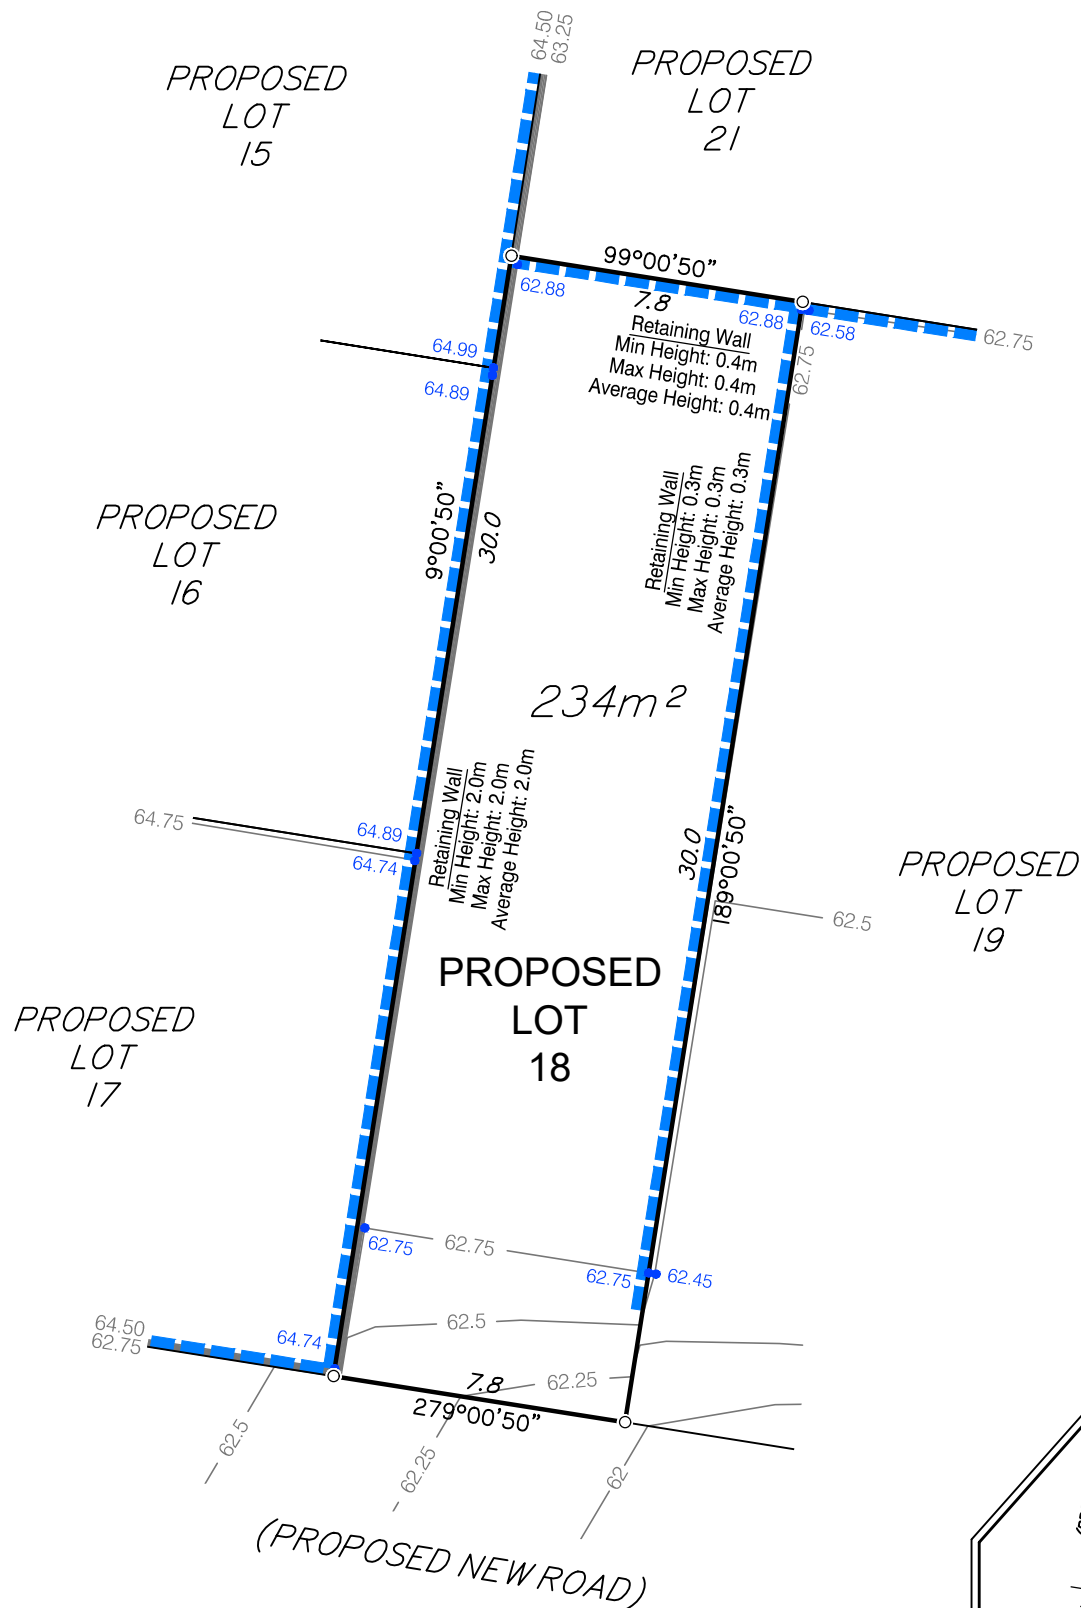 64.50
63.25
PROPOSED
LOT
15
PROPOSED
LOT
21
99°00'50"
7.8
62.88
62.88
62.58
62.75
62.75
Retaining Wall
Min Height: 0.4m
Max Height: 0.4m
Average Height: 0.4m
64.99
64.89
Retaining Wall
Min Height: 0.3m
Max Height: 0.3m
Average Height: 0.3m
9°00'50"
30.0
PROPOSED
LOT
16
234m²
Retaining Wall
Min Height: 2.0m
Max Height: 2.0m
Average Height: 2.0m
64.75
64.89
64.74
30.0
189°00'50"
62.5
PROPOSED
LOT
19
PROPOSED
LOT
18
PROPOSED
LOT
17
62.75
62.75
62.75
62.45
64.50
62.75
64.74
62.5
62.25
7.8
279°00'50"
62.5
62.25
62
(PROPOSED NEW ROAD)